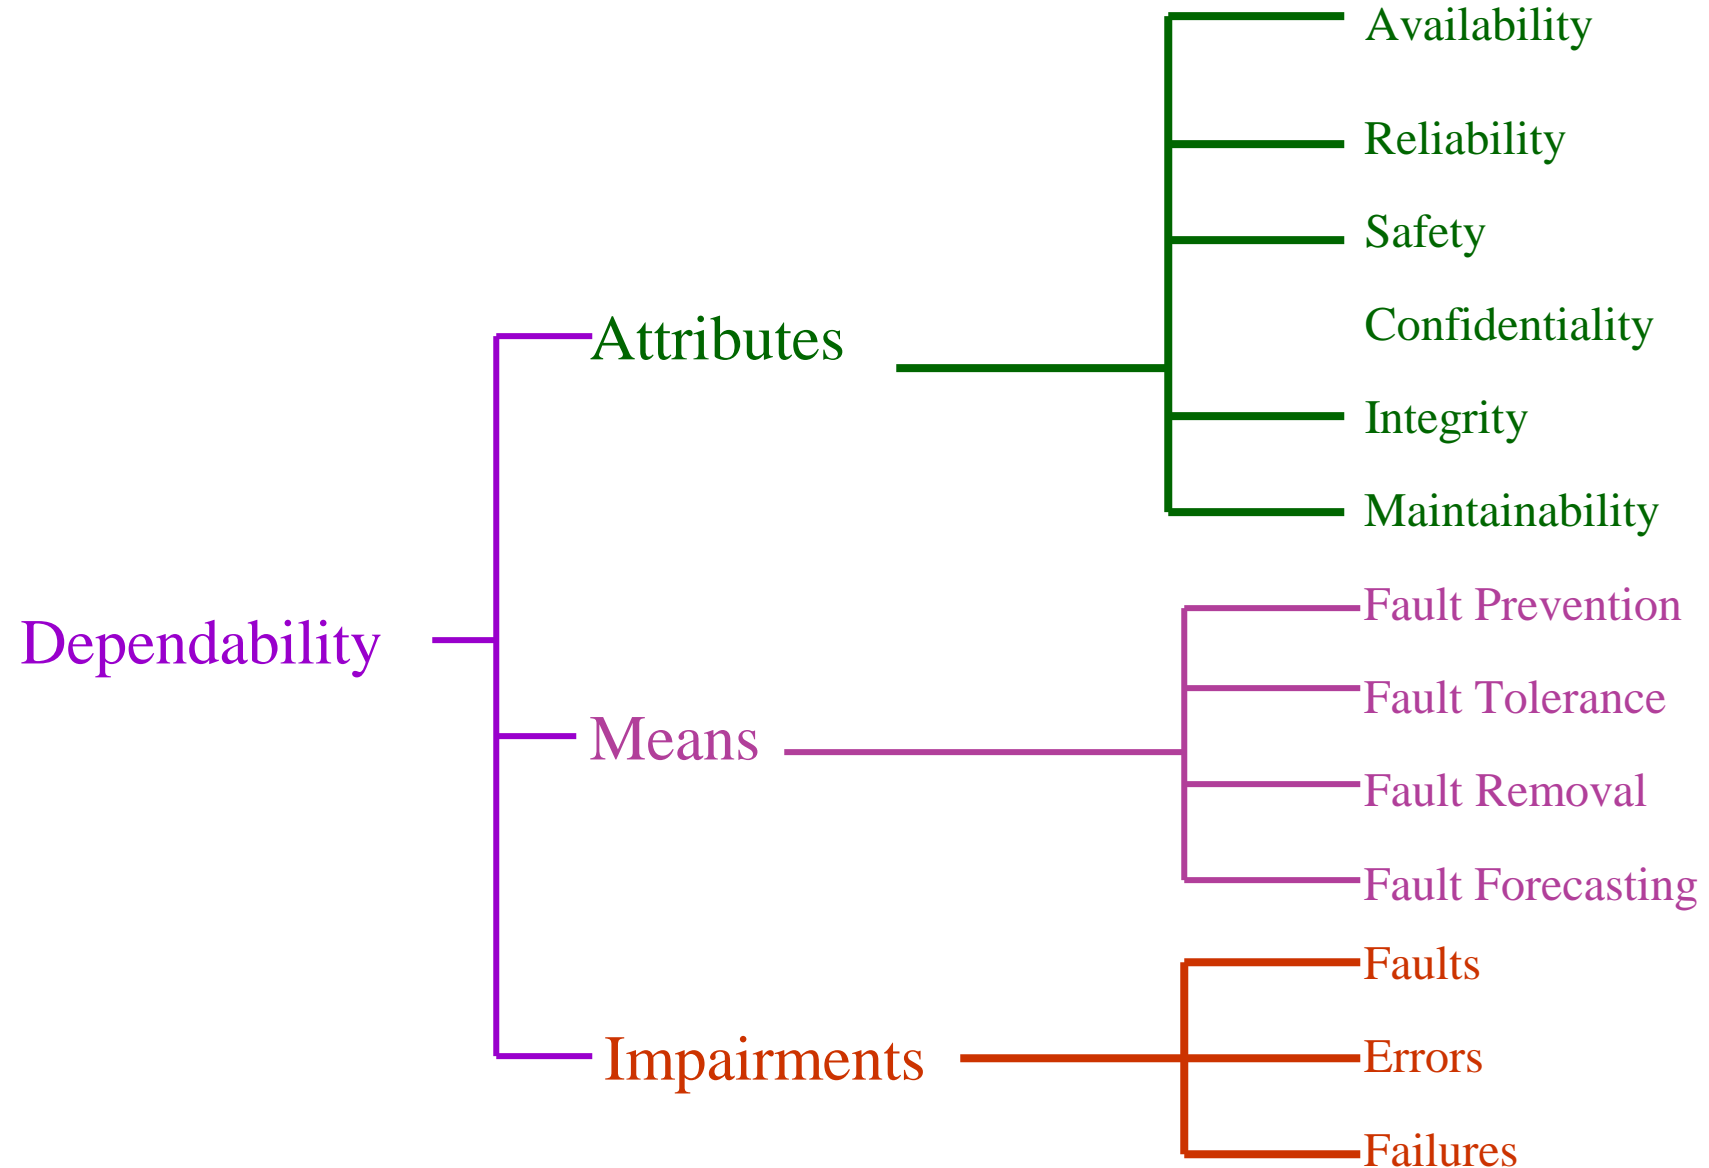 Availability
Reliability
Safety
Confidentiality
Attributes
Integrity
Maintainability
Fault Prevention
Dependability
Fault Tolerance
Means
Fault Removal
Fault Forecasting
Faults
Impairments
Errors
Failures